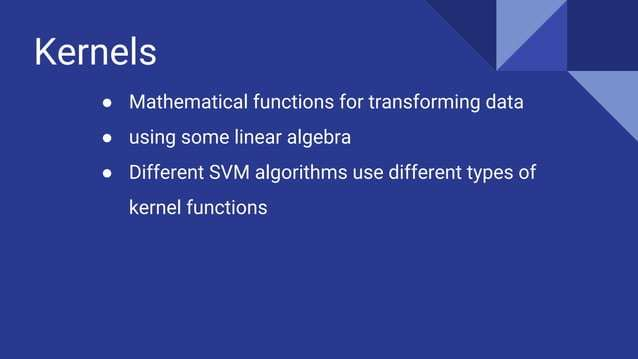 Kernels
● Mathematical functions for transforming data
● using some linear algebra
● Different SVM algorithms use different types of
kernel functions